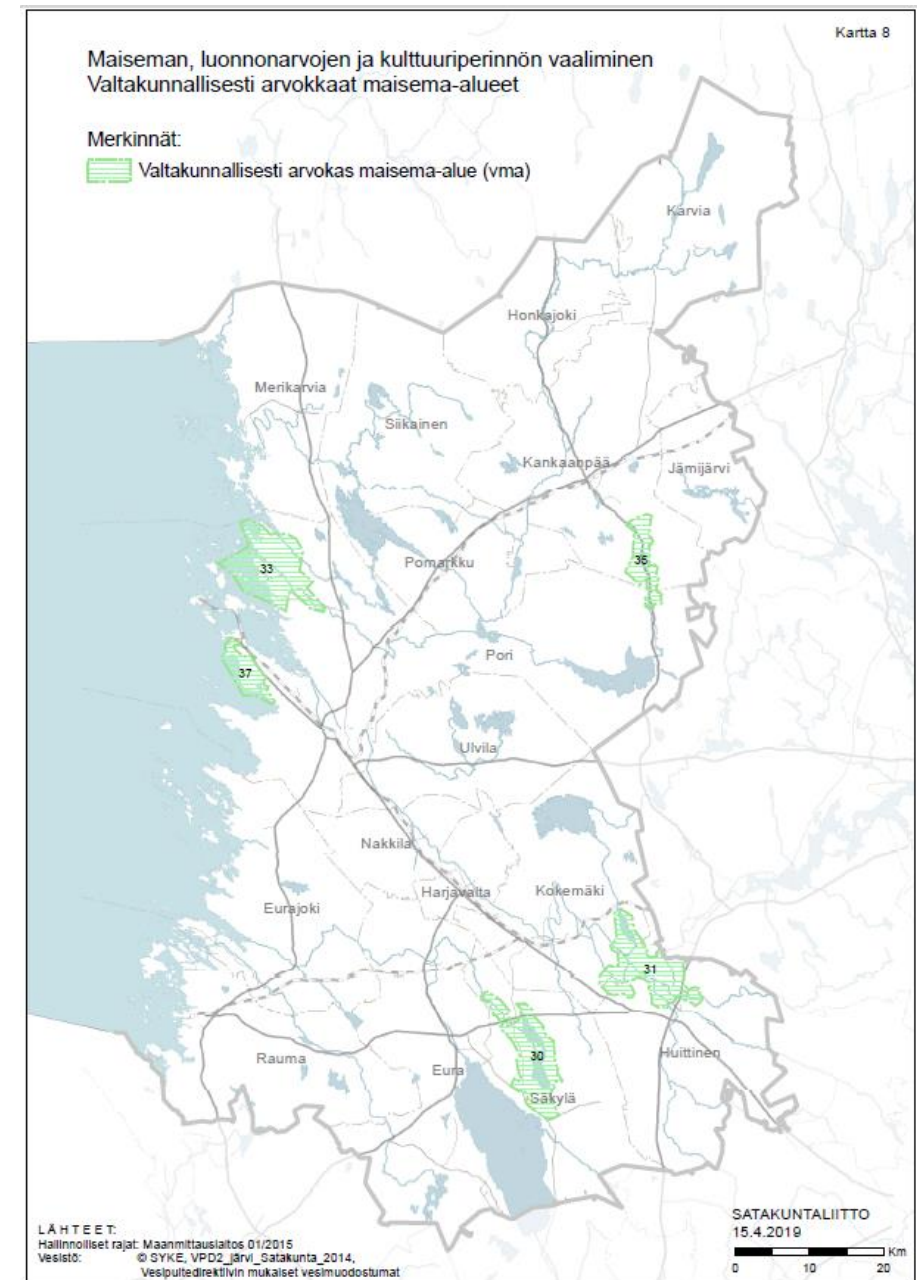 Kartta 8
Maiseman, luonnonarvojen ja kulttuuriperinnön vaaliminen
Valtakunnallisesti arvokkaat maisema-alueet
Merkinnät:
Valtakunnallisesti arvokas maisema-alue (vma)
Karvia
Honkajoki
Merikarvia
Siikainen
Kankaanpää
Jämijärvi
33
Pomarkku
35
Pori
37
Ulvila
Nakkila
Harjavalta
Kokemäki
Eurajoki
31
Rauma
Eura
30
Huittinen
Säkylä
LÄHTEET:
Hallinnolliset rajat: Maanmittauslaitos 01/2015
Vesistö: © SYKE, VPD2_järvi_Satakunta_2014,
Vesipuitedirektiivin mukaiset vesimuodostumat
SATAKUNTALIITTO
15.4.2019
Km
0 10 20